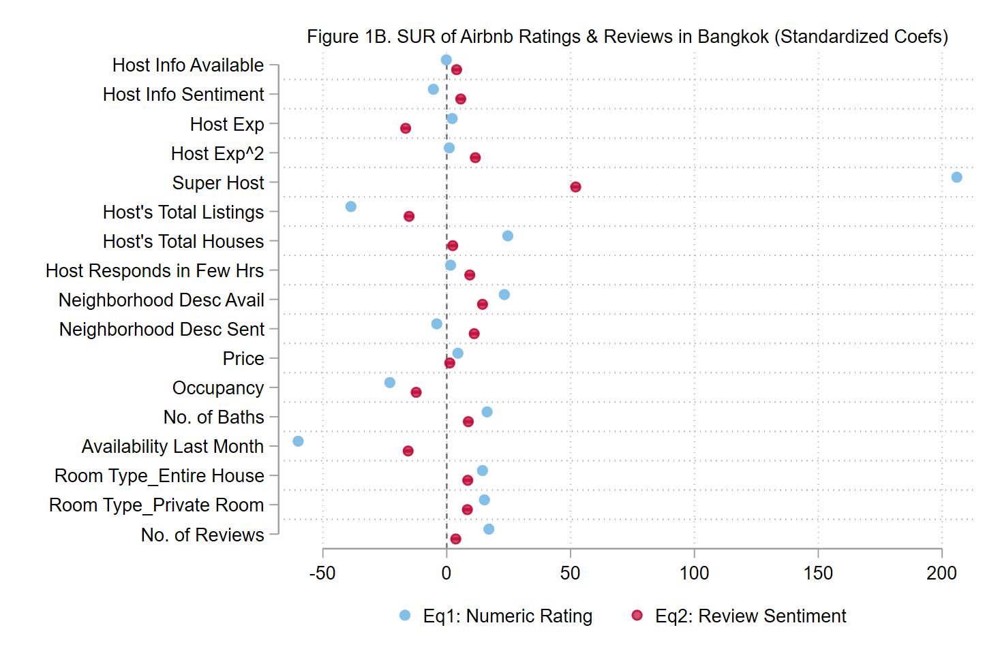 Figure 1B. SUR of Airbnb Ratings & Reviews in Bangkok (Standardized Coefs)
Host Info Available
Host Info Sentiment
Host Exp
Host Exp^2
Super Host
Host's Total Listings
Host's Total Houses
Host Responds in Few Hrs
Neighborhood Desc Avail
Neighborhood Desc Sent
Price
Occupancy
No. of Baths
Availability Last Month
Room Type_Entire House
Room Type_Private Room
No. of Reviews
-50 0 50 100 150 200
Eq1: Numeric Rating Eq2: Review Sentiment